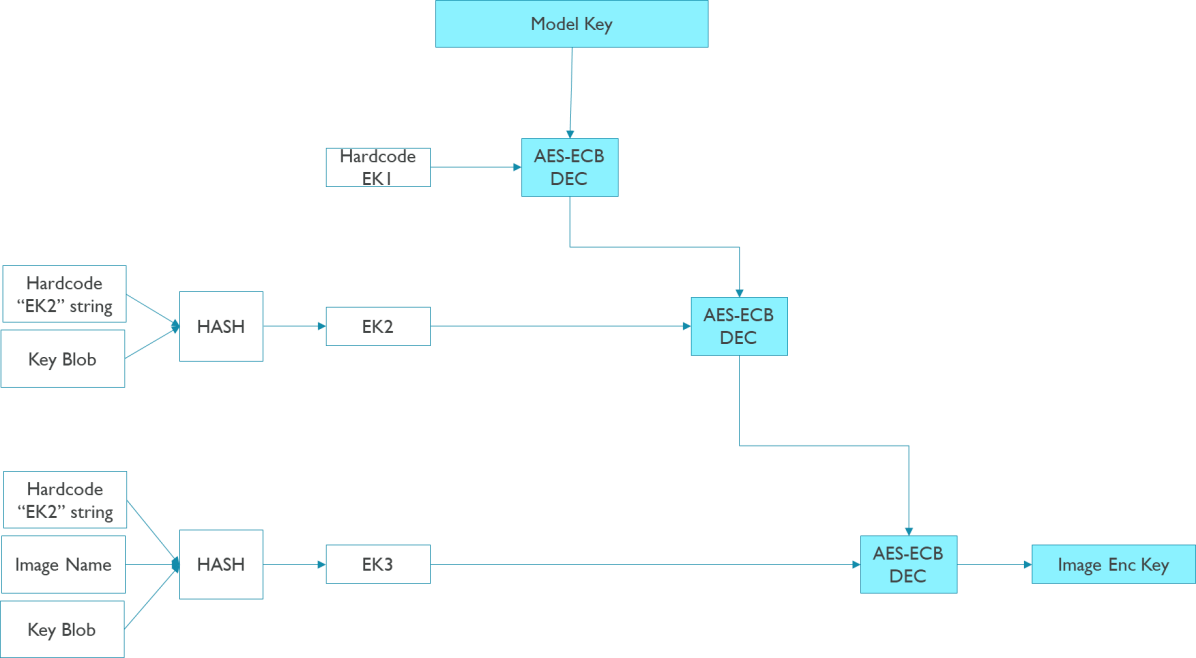 Model Key
Hardcode
EK1
AES-ECB
DEC
Hardcode
“EK2” string
Key Blob
HASH
EK2
AES-ECB
DEC
Hardcode
“EK2” string
Image Name
Key Blob
HASH
EK3
AES-ECB
DEC
Image Enc Key